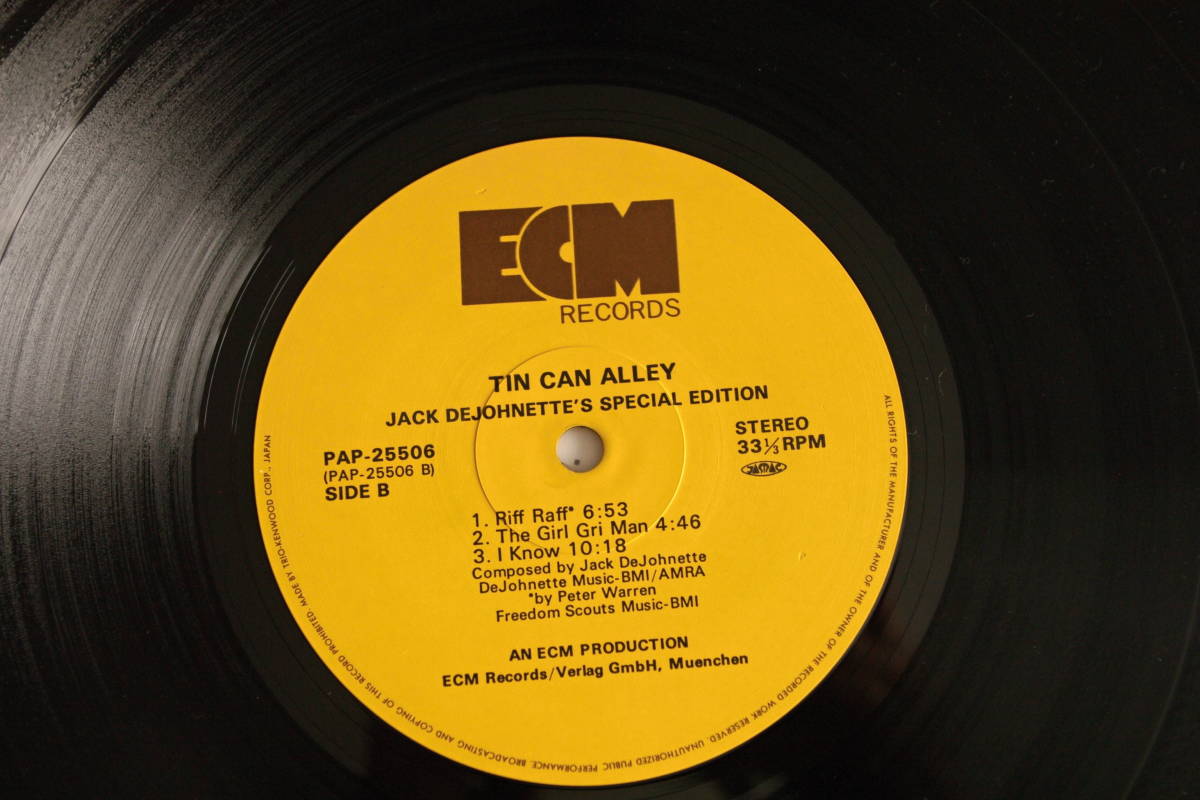 ECM
RECORDS
TIN CAN ALLEY
JACK DEJOHNETTE'S SPECIAL EDITION
PAP-25506
(PAP-25506 B)
SIDE B
STEREO
33 1/3 RPM
JASRAC
1. Riff Raff* 6:53
2. The Girl Gri Man 4:46
3. I Know 10:18
Composed by Jack DeJohnette
DeJohnette Music-BMI/AMRA
*by Peter Warren
Freedom Scouts Music-BMI
AN ECM PRODUCTION
ECM Records/Verlag GmbH, Muenchen
ALL RIGHTS OF THE MANUFACTURER AND OF THE OWNER OF THE RECORDED WORK RESERVED. UNAUTHORIZED PUBLIC PERFORMANCE, BROADCASTING AND COPYING OF THIS RECORD PROHIBITED. MADE BY TRIO-KENWOOD CORP., JAPAN